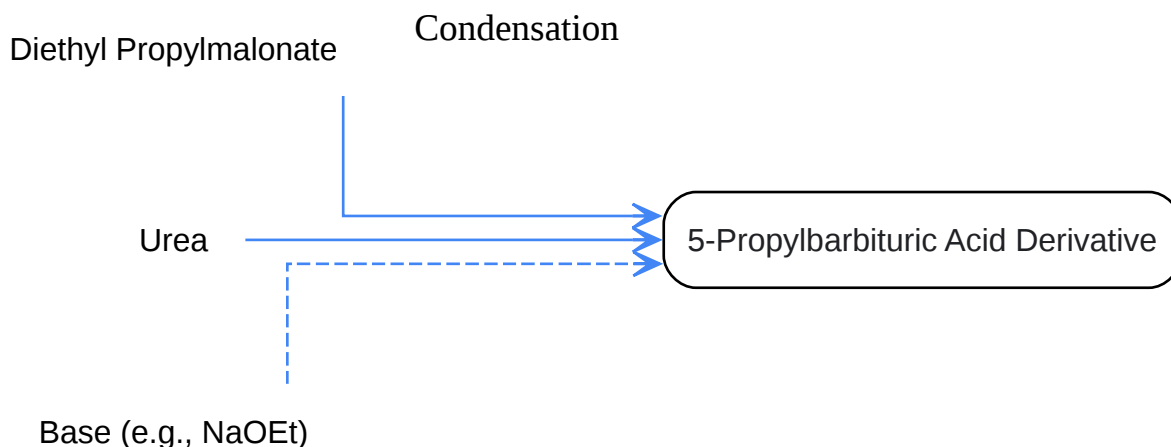 Condensation
Diethyl Propylmalonate
Urea
5-Propylbarbituric Acid Derivative
Base (e.g., NaOEt)